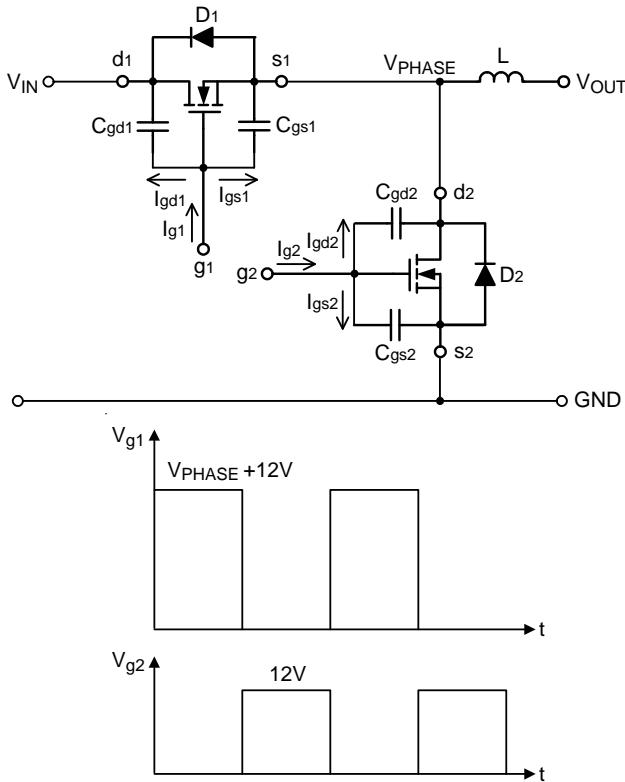 D1
d1
s1
VIN
VPHASE
L
VOUT
Cgd1
Cgs1
Igd1
Igs1
Ig1
g1
Cgd2
d2
Igd2
Ig2
g2
D2
Igs2
Cgs2
s2
GND
Vg1
VPHASE +12V
t
Vg2
12V
t